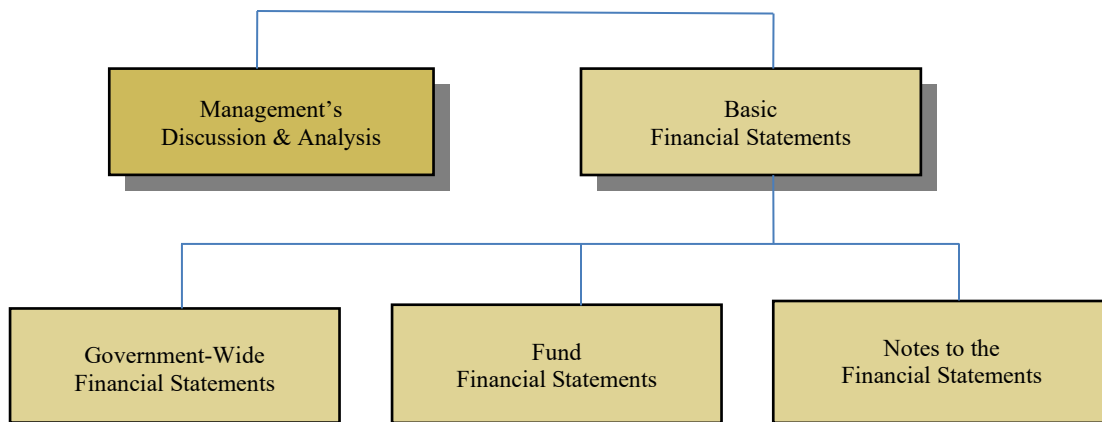 Management’s
Discussion & Analysis
Basic
Financial Statements
Government-Wide
Financial Statements
Fund
Financial Statements
Notes to the
Financial Statements